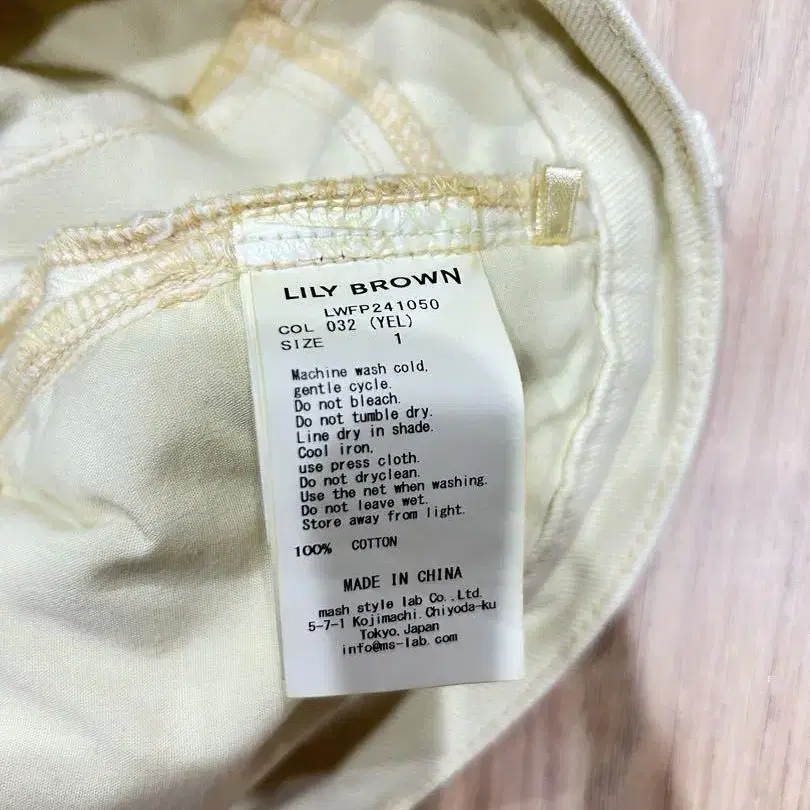 LILY BROWN
LWFP241050
COL 032 (YEL)
SIZE 1
Machine wash cold,
gentle cycle.
Do not bleach.
Do not tumble dry.
Line dry in shade.
Cool iron,
use press cloth.
Do not dryclean.
Use the net when washing.
Do not leave wet.
Store away from light.
100% COTTON
MADE IN CHINA
mash style lab Co.,Ltd.
5-7-1 Kojimachi,Chiyoda-ku
Tokyo,Japan
info@ms-lab.com